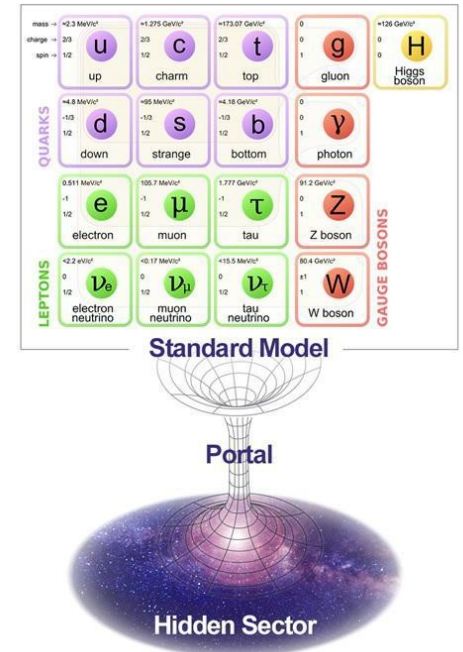 mass → ≈2.3 MeV/c² ≈1.275 GeV/c² ≈173.07 GeV/c² 0 ≈126 GeV/c²
charge → 2/3 2/3 2/3 0 0
spin → 1/2 1/2 1/2 1 0
u c t g H
up charm top gluon Higgs
boson
QUARKS
≈4.8 MeV/c² ≈95 MeV/c² ≈4.18 GeV/c² 0
-1/3 -1/3 -1/3 0
1/2 1/2 1/2 1
d s b γ
down strange bottom photon
0.511 MeV/c² 105.7 MeV/c² 1.777 GeV/c² 91.2 GeV/c²
-1 -1 -1 0
1/2 1/2 1/2 1
e μ τ Z
electron muon tau Z boson
LEPTONS
<2.2 eV/c² <0.17 MeV/c² <15.5 MeV/c² 80.4 GeV/c²
0 0 0 ±1
1/2 1/2 1/2 1
νe νμ ντ W
electron muon tau W boson
neutrino neutrino neutrino
GAUGE BOSONS
Standard Model
Portal
Hidden Sector